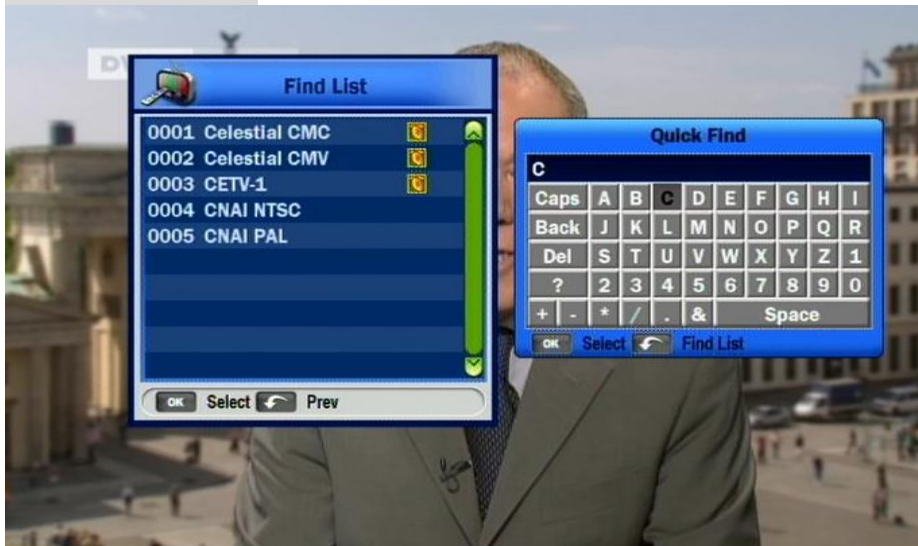 Find List
0001 Celestial CMC
0002 Celestial CMV
0003 CETV-1
0004 CNAI NTSC
0005 CNAI PAL
OK Select Prev
Quick Find
C
Caps A B C D E F G H I
Back J K L M N O P Q R
Del S T U V W X Y Z 1
? 2 3 4 5 6 7 8 9 0
+ - * / . & Space
OK Select Find List